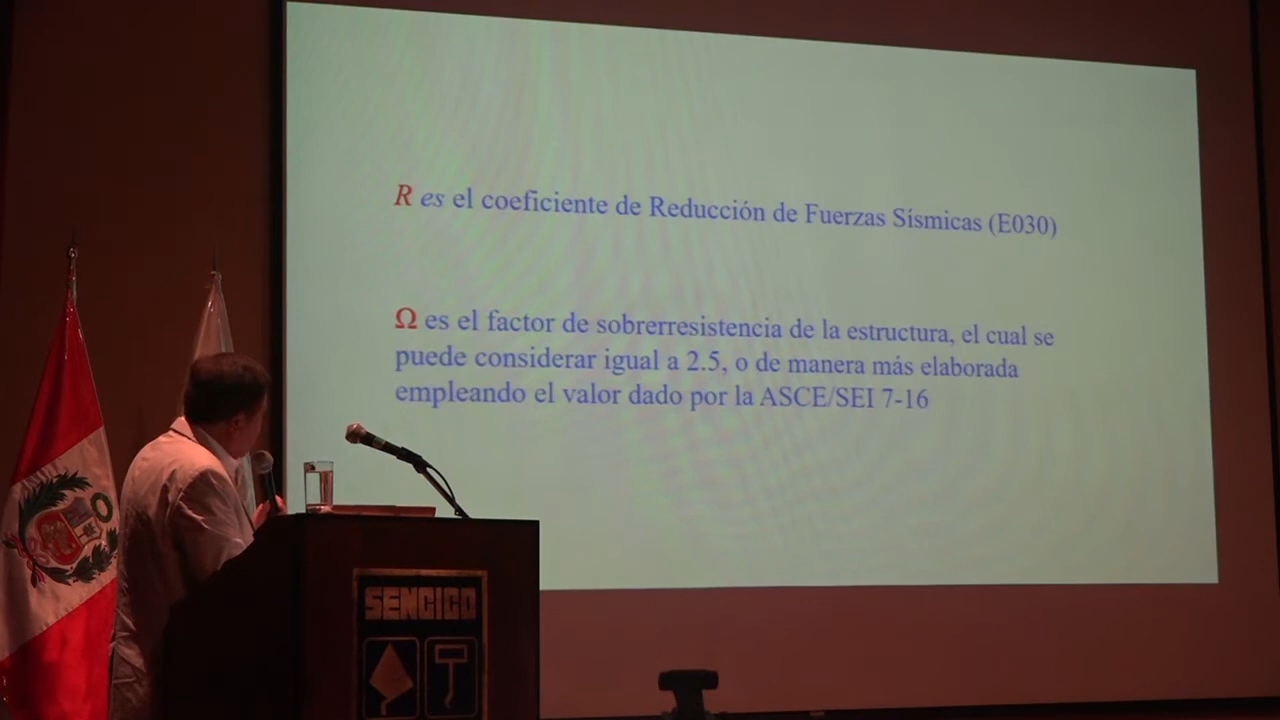 R es el coeficiente de Reducción de Fuerzas Sísmicas (E030)
Ω es el factor de sobrerresistencia de la estructura, el cual se
puede considerar igual a 2.5, o de manera más elaborada
empleando el valor dado por la ASCE/SEI 7-16
SENCICO